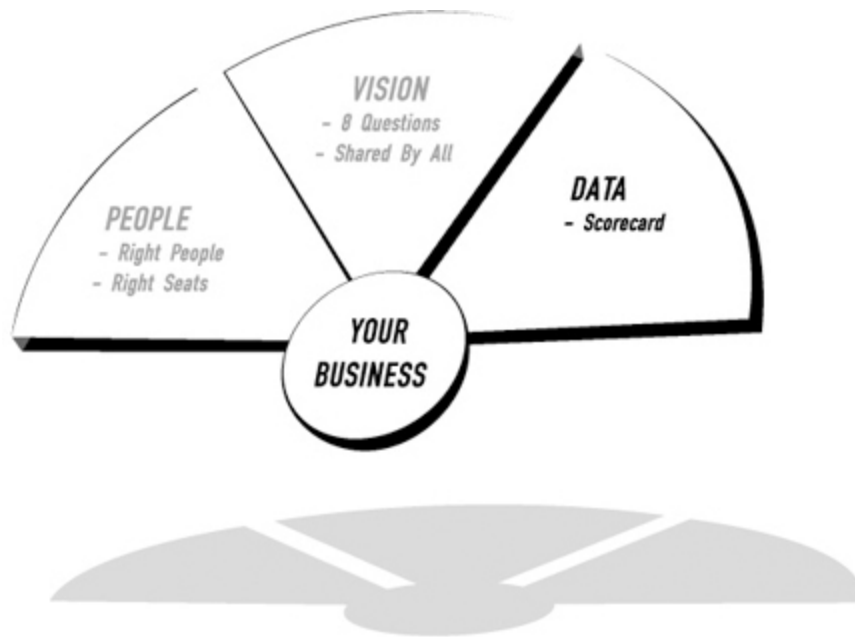 VISION
- 8 Questions
- Shared By All
DATA
- Scorecard
PEOPLE
- Right People
- Right Seats
YOUR
BUSINESS